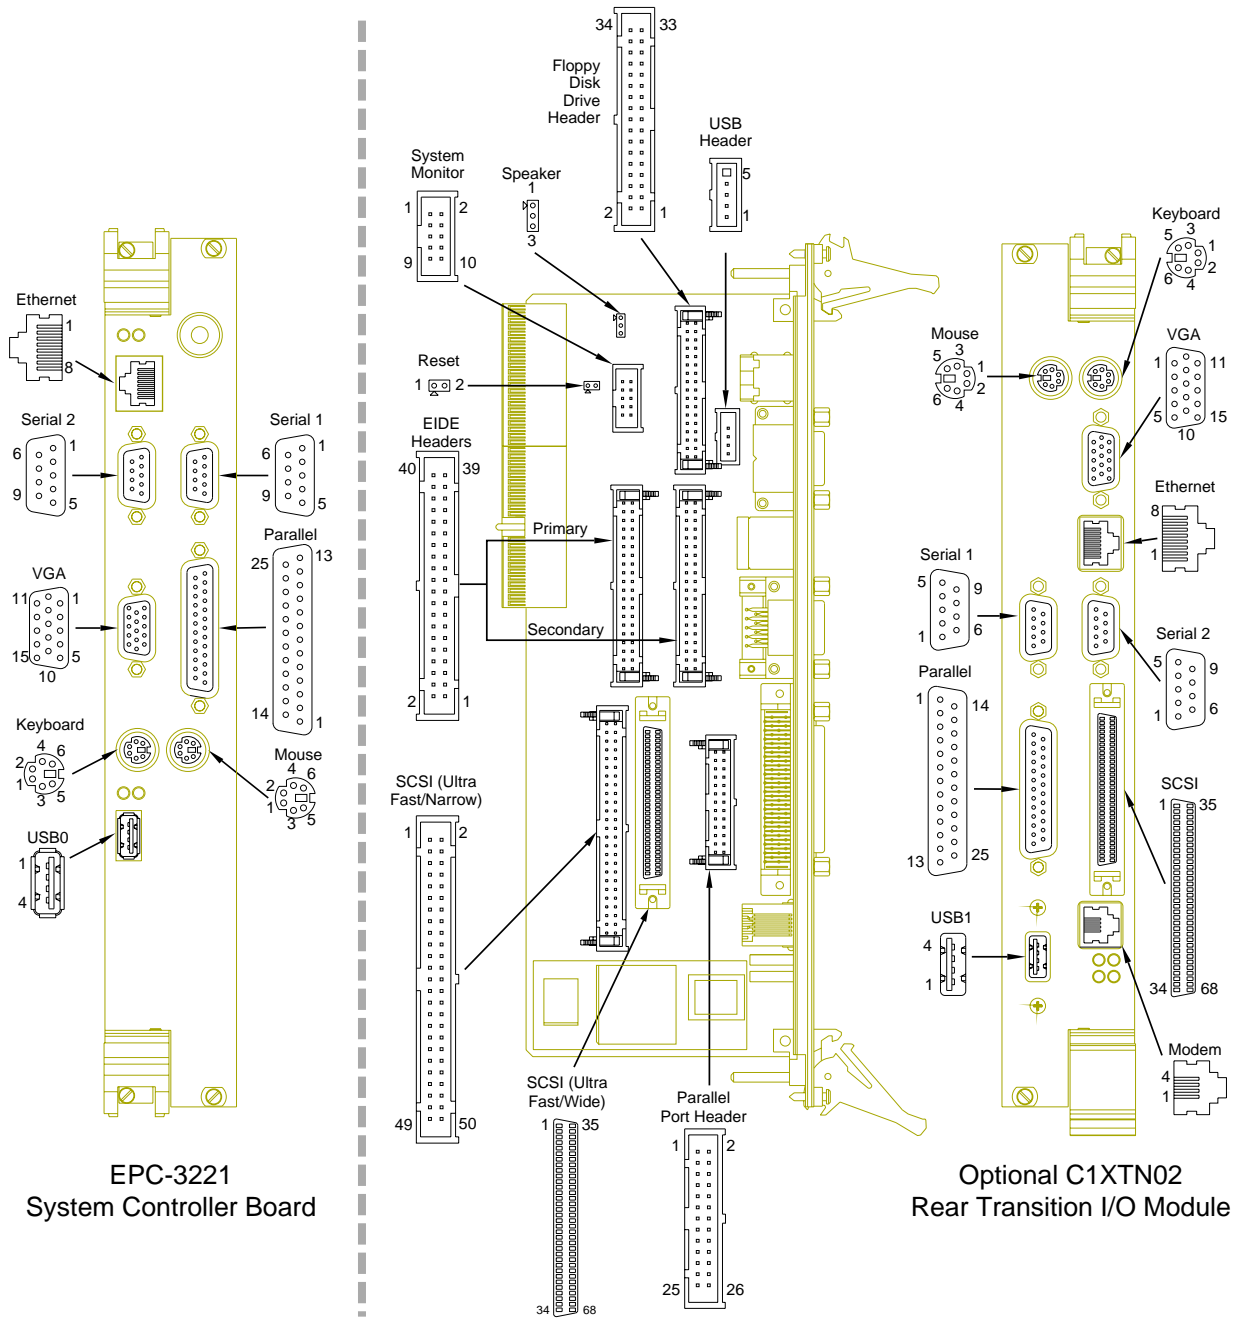 Ethernet
1
8
Serial 2
6
1
9
5
Serial 1
6
1
9
5
Parallel
25
13
14
1
VGA
11
1
15
5
10
Keyboard
4
6
2
1
3
5
Mouse
4
6
2
1
3
5
USB0
1
4
EPC-3221
System Controller Board
34
33
Floppy
Disk
Drive
Header
2
1
USB
Header
5
1
System
Monitor
1
2
9
10
Speaker
1
3
Reset
1
2
EIDE
Headers
40
39
Primary
Secondary
2
1
SCSI (Ultra
Fast/Narrow)
1
2
49
50
SCSI (Ultra
Fast/Wide)
1
35
34
68
Parallel
Port Header
1
2
25
26
Keyboard
5
3
1
2
6
4
Mouse
5
3
1
2
6
4
VGA
1
11
5
15
10
Ethernet
8
1
Serial 1
5
9
1
6
Serial 2
5
9
1
6
Parallel
1
14
13
25
SCSI
1
35
34
68
USB1
4
1
Modem
4
1
Optional C1XTN02
Rear Transition I/O Module